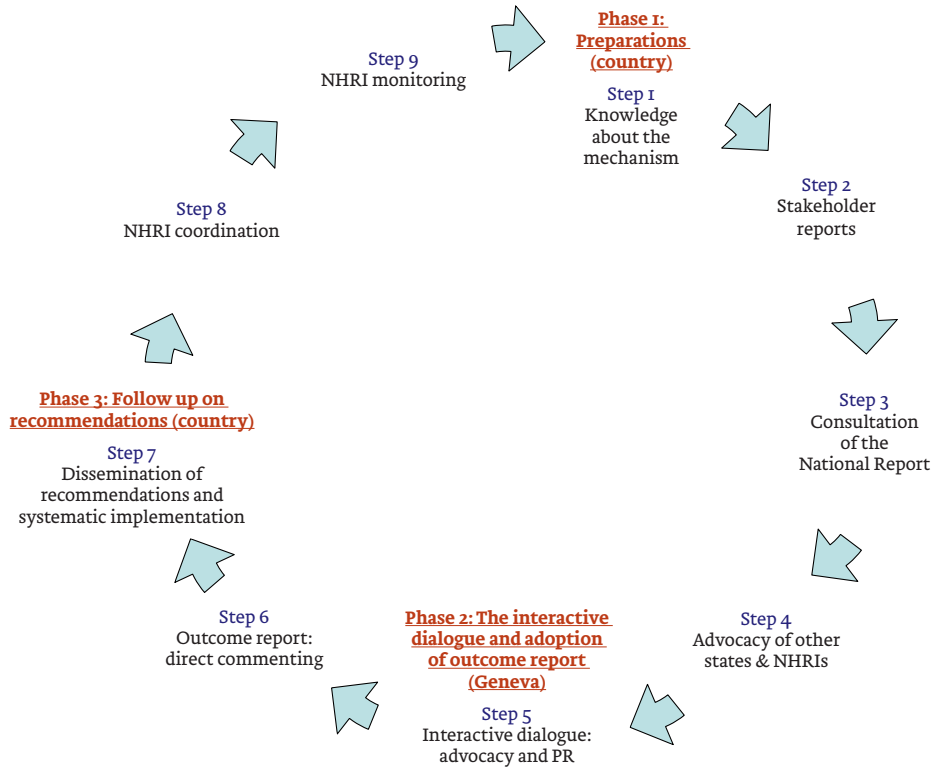 Phase 1:
Preparations
(country)
Step 1
Knowledge
about the
mechanism
Step 2
Stakeholder
reports
Step 3
Consultation
of the
National Report
Step 4
Advocacy of other
states & NHRIs
Phase 2: The interactive
dialogue and adoption
of outcome report
(Geneva)
Step 5
Interactive dialogue:
advocacy and PR
Step 6
Outcome report:
direct commenting
Phase 3: Follow up on
recommendations (country)
Step 7
Dissemination of
recommendations and
systematic implementation
Step 8
NHRI coordination
Step 9
NHRI monitoring